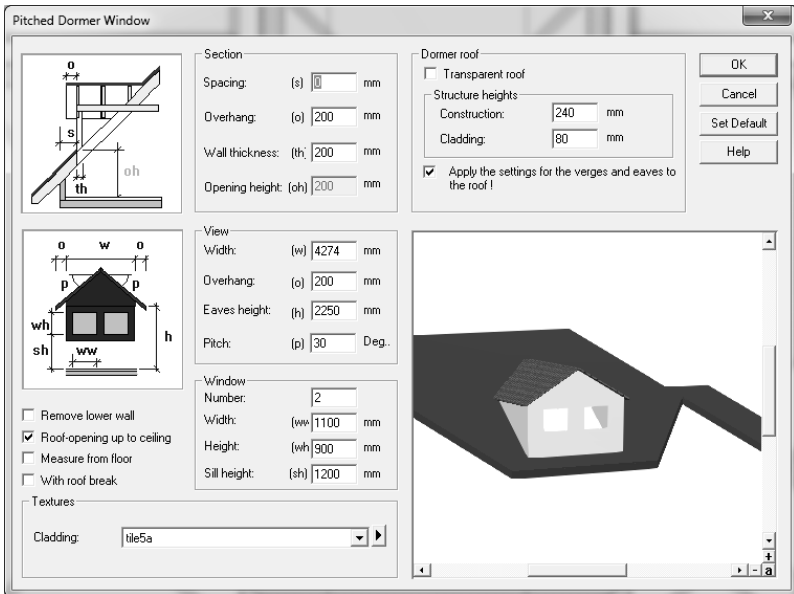 Pitched Dormer Window
o
s
oh
th
Section
Spacing: (s) 0 mm
Overhang: (o) 200 mm
Wall thickness: (th) 200 mm
Opening height: (oh) 200 mm
Dormer roof
Transparent roof
Structure heights
Construction: 240 mm
Cladding: 80 mm
Apply the settings for the verges and eaves to
the roof !
OK
Cancel
Set Default
Help
o w o
p p
wh
sh
ww
h
View
Width: (w) 4274 mm
Overhang: (o) 200 mm
Eaves height: (h) 2250 mm
Pitch: (p) 30 Deg..
Window
Number: 2
Width: (ww 1100 mm
Height: (wh 900 mm
Sill height: (sh) 1200 mm
Remove lower wall
Roof-opening up to ceiling
Measure from floor
With roof break
Textures
Cladding: tile5a
+
- a